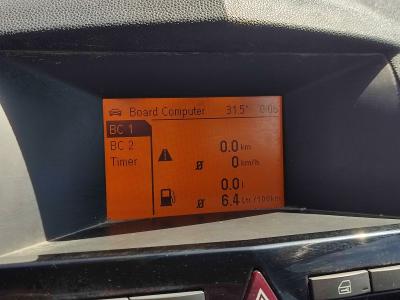 Board Computer 31.5° 0:06
BC 1
BC 2
Timer
0.0 km
Ø 0 km/h
0.0 l
Ø 6.4 Ltr/100km